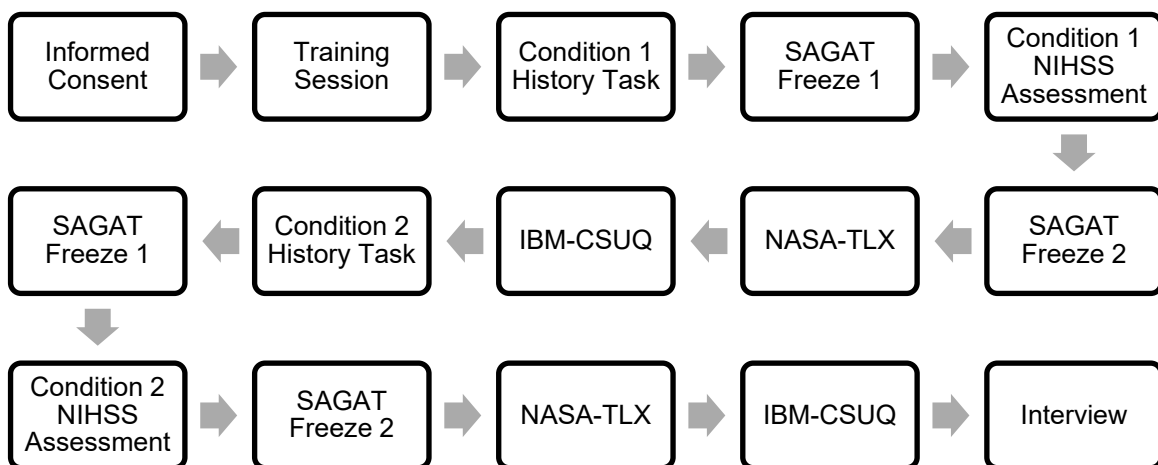 Informed
Consent
Training
Session
Condition 1
History Task
SAGAT
Freeze 1
Condition 1
NIHSS
Assessment
SAGAT
Freeze 2
NASA-TLX
IBM-CSUQ
Condition 2
History Task
SAGAT
Freeze 1
Condition 2
NIHSS
Assessment
SAGAT
Freeze 2
NASA-TLX
IBM-CSUQ
Interview